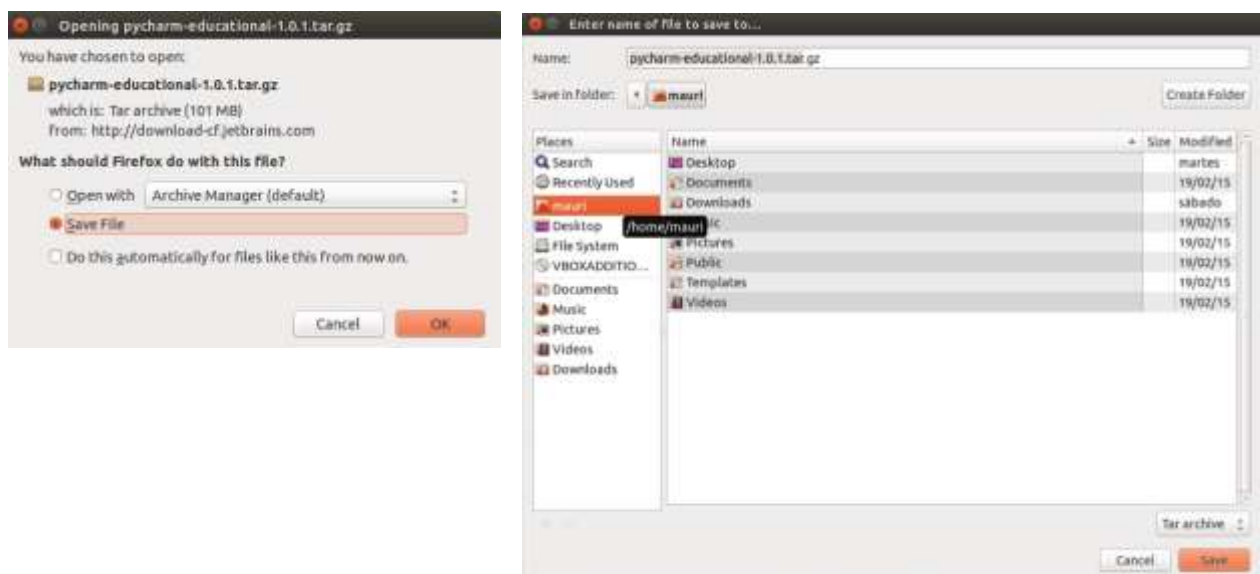 Opening pycharm-educational-1.0.1.tar.gz
You have chosen to open:
pycharm-educational-1.0.1.tar.gz
which is: Tar archive (101 MB)
from: http://download-cf.jetbrains.com
What should Firefox do with this file?
Open with Archive Manager (default)
Save File
Do this automatically for files like this from now on.
Cancel OK
Enter name of file to save to...
Name: pycharm-educational-1.0.1.tar.gz
Save in folder: mauri Create Folder
Places Name Size Modified
Search Desktop martes
Recently Used Documents 19/02/15
mauri Downloads sábado
Desktop /home/mauri ic 19/02/15
File System Pictures 19/02/15
VBOXADDITIO... Public 19/02/15
Documents Templates 19/02/15
Music Videos 19/02/15
Pictures
Videos
Downloads
Tar archive
Cancel Save